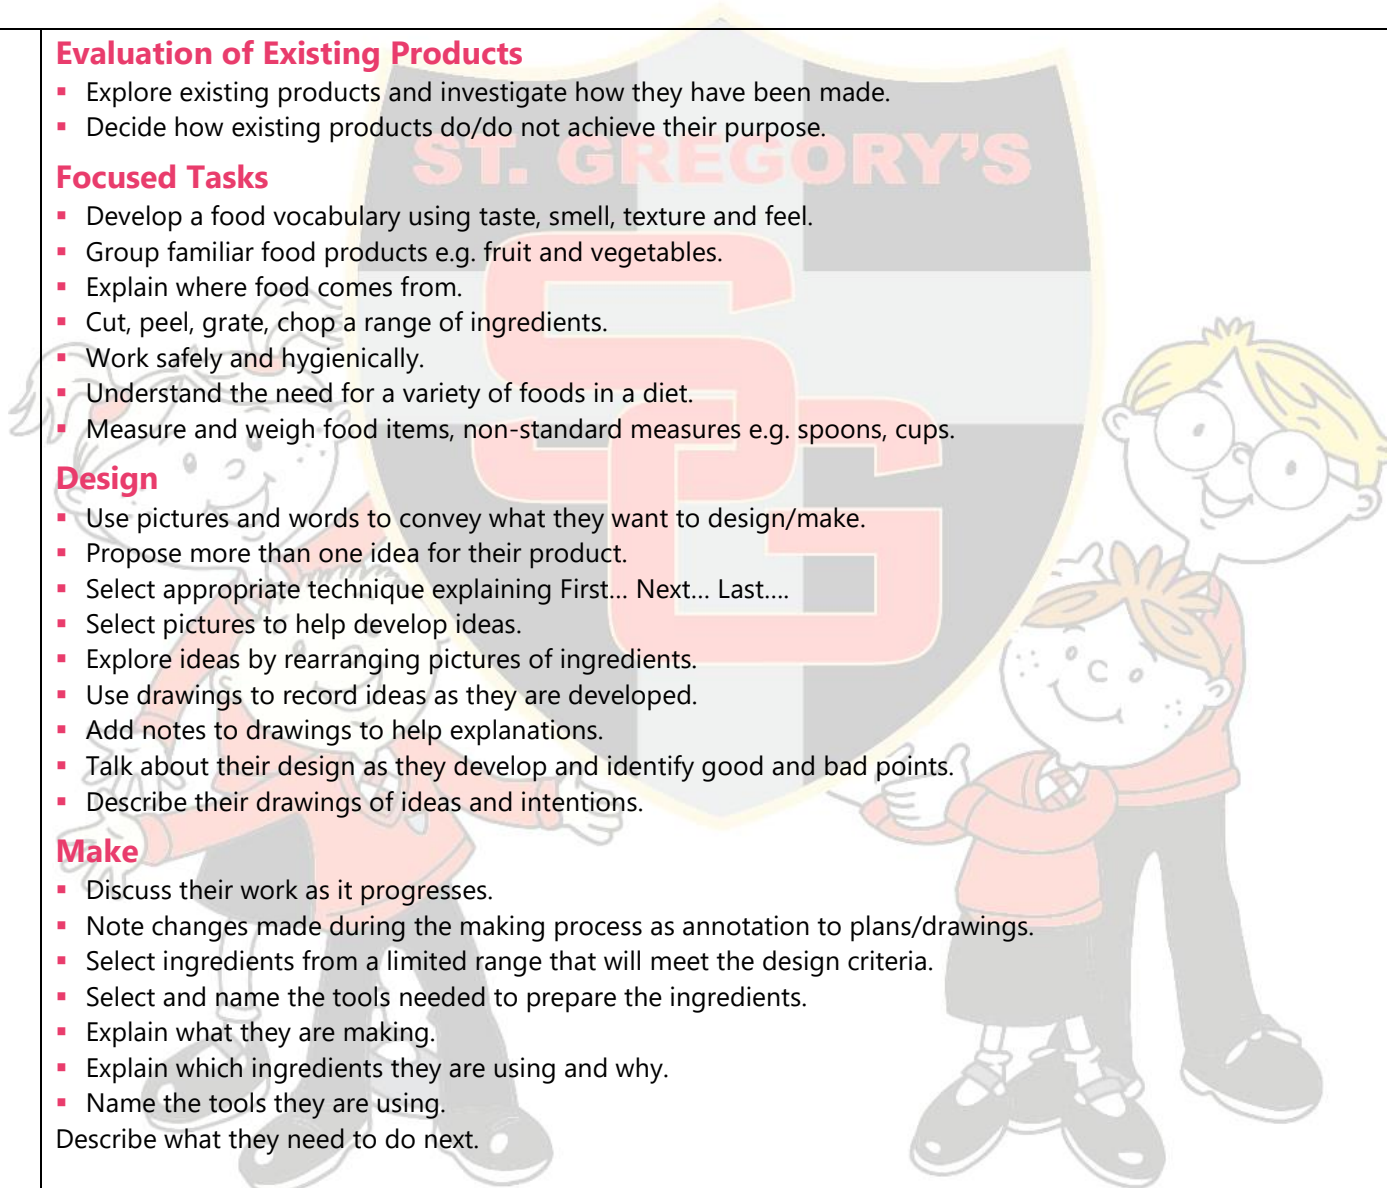 ST. GREGORY'S
SG
Evaluation of Existing Products
▪ Explore existing products and investigate how they have been made.
▪ Decide how existing products do/do not achieve their purpose.
Focused Tasks
▪ Develop a food vocabulary using taste, smell, texture and feel.
▪ Group familiar food products e.g. fruit and vegetables.
▪ Explain where food comes from.
▪ Cut, peel, grate, chop a range of ingredients.
▪ Work safely and hygienically.
▪ Understand the need for a variety of foods in a diet.
▪ Measure and weigh food items, non-standard measures e.g. spoons, cups.
Design
▪ Use pictures and words to convey what they want to design/make.
▪ Propose more than one idea for their product.
▪ Select appropriate technique explaining First… Next… Last….
▪ Select pictures to help develop ideas.
▪ Explore ideas by rearranging pictures of ingredients.
▪ Use drawings to record ideas as they are developed.
▪ Add notes to drawings to help explanations.
▪ Talk about their design as they develop and identify good and bad points.
▪ Describe their drawings of ideas and intentions.
Make
▪ Discuss their work as it progresses.
▪ Note changes made during the making process as annotation to plans/drawings.
▪ Select ingredients from a limited range that will meet the design criteria.
▪ Select and name the tools needed to prepare the ingredients.
▪ Explain what they are making.
▪ Explain which ingredients they are using and why.
▪ Name the tools they are using.
Describe what they need to do next.